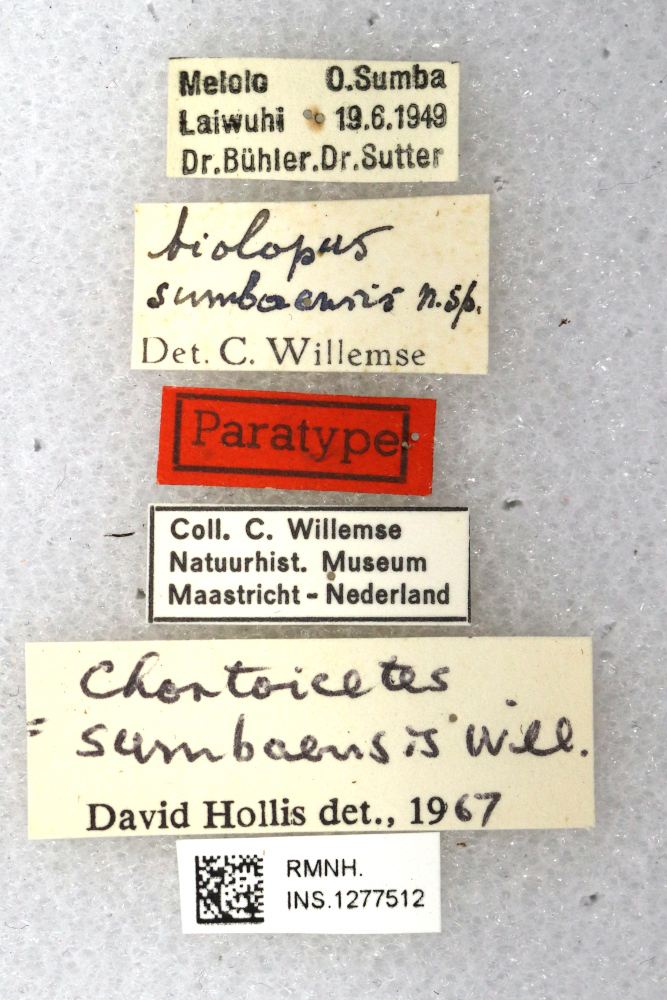 Melolo O.Sumba
Laiwuhi 19.6.1949
Dr.Bühler.Dr.Sutter
Aiolopus
sumbaensis n.sp.
Det. C. Willemse
Paratype
Coll. C. Willemse
Natuurhist. Museum
Maastricht - Nederland
Chortoicetes
= sumbaensis Will.
David Hollis det., 1967
RMNH.
INS.1277512